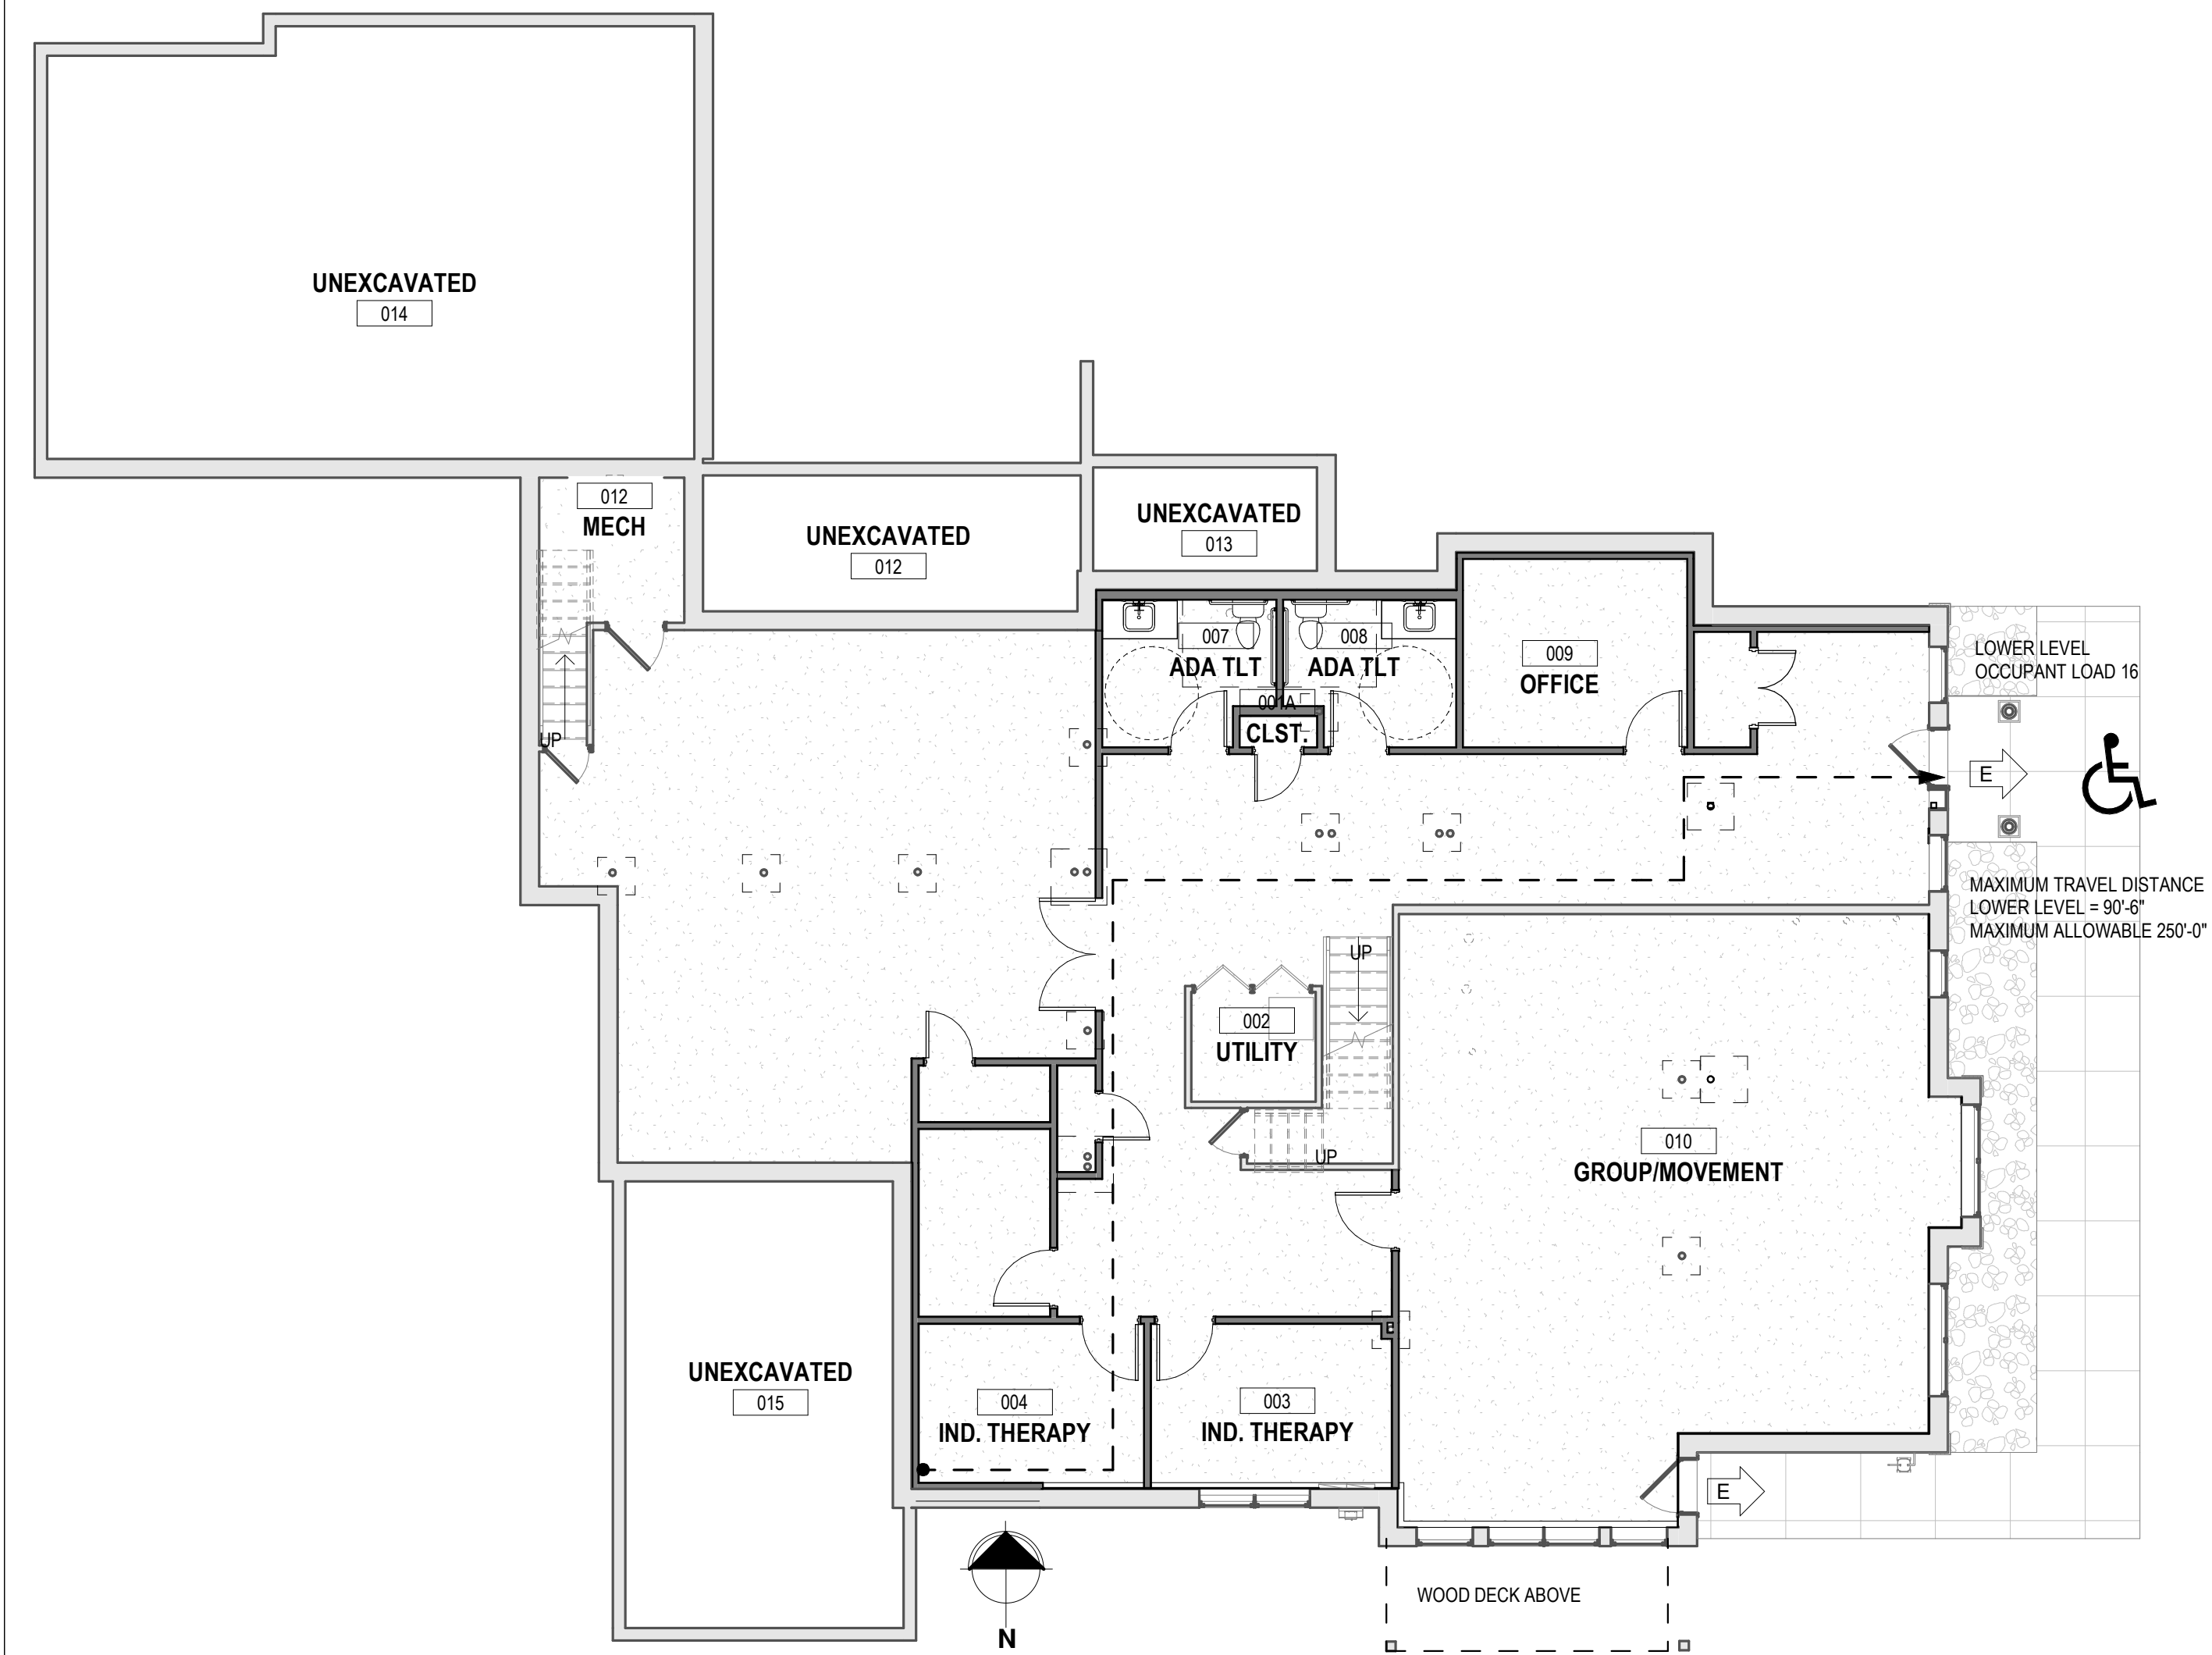 UNEXCAVATED
014
012
MECH
UP
UNEXCAVATED
012
UNEXCAVATED
013
007
ADA TLT
008
ADA TLT
001A
CLST.
009
OFFICE
LOWER LEVEL
OCCUPANT LOAD 16
E
MAXIMUM TRAVEL DISTANCE
LOWER LEVEL = 90'-6"
MAXIMUM ALLOWABLE 250'-0"
UP
002
UTILITY
UP
010
GROUP/MOVEMENT
UNEXCAVATED
015
004
IND. THERAPY
003
IND. THERAPY
E
WOOD DECK ABOVE
N